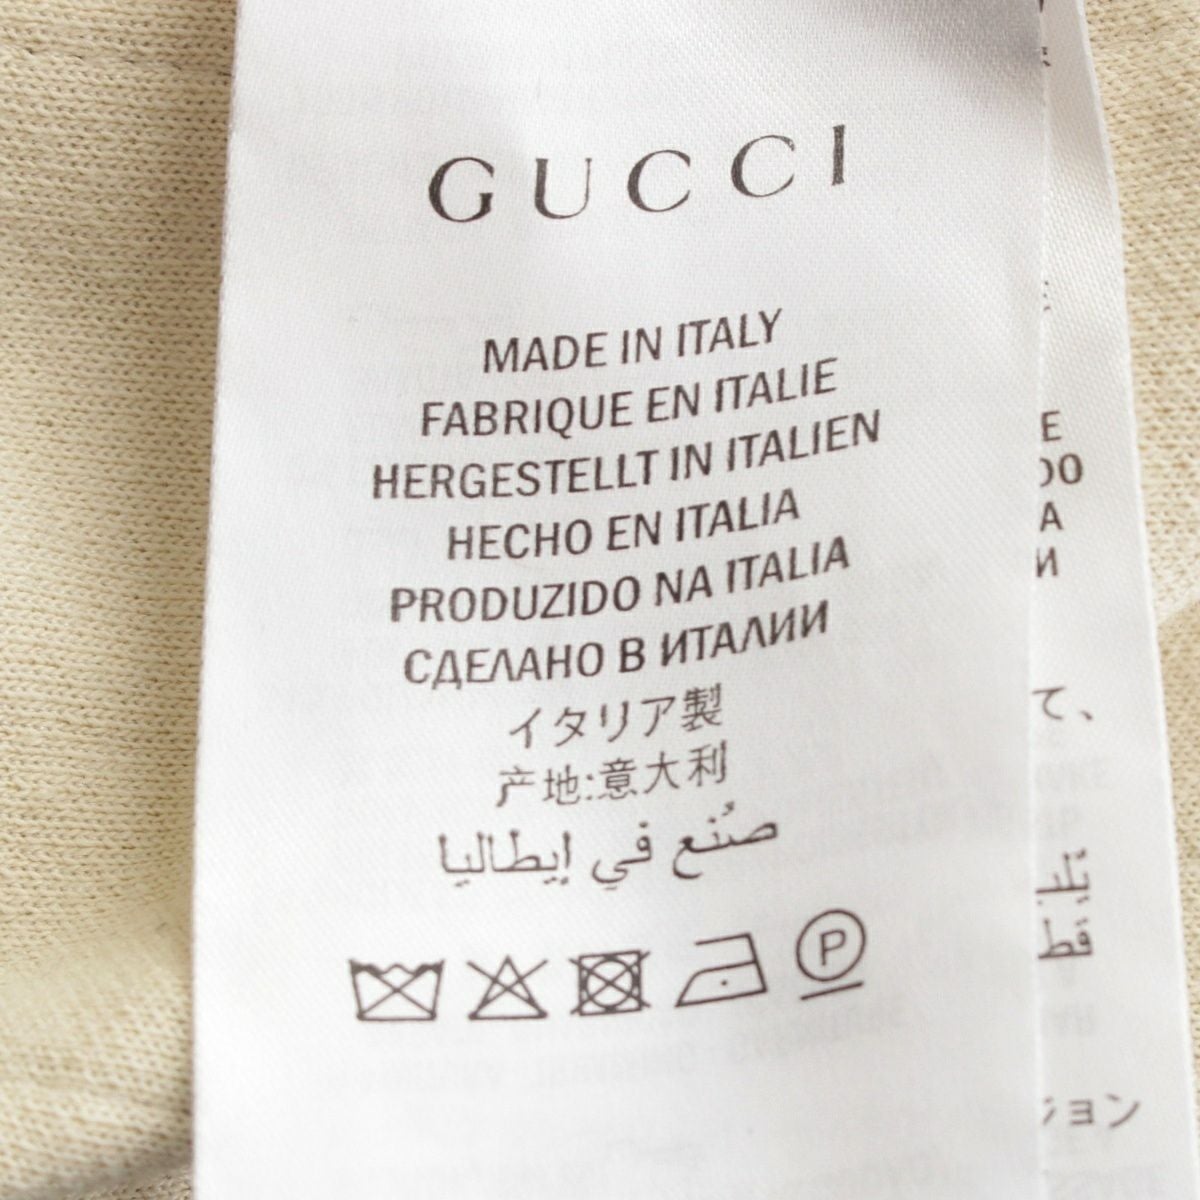 GUCCI
MADE IN ITALY
FABRIQUE EN ITALIE
HERGESTELLT IN ITALIEN
HECHO EN ITALIA
PRODUZIDO NA ITALIA
СДЕЛАНО В ИТАЛИИ
イタリア製
产地:意大利
صُنع في إيطاليا
P